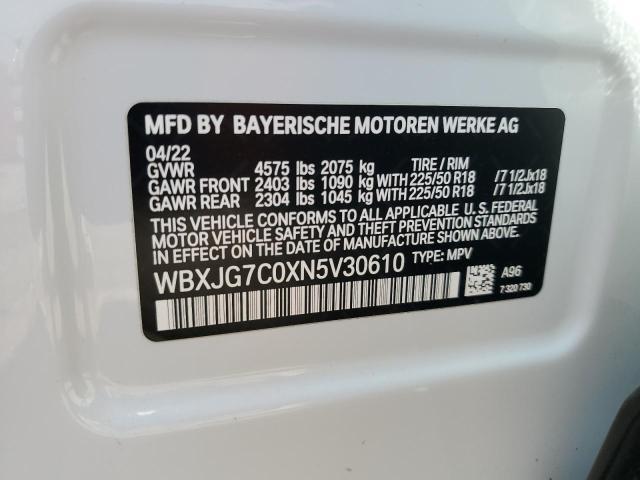 MFD BY BAYERISCHE MOTOREN WERKE AG
04/22
GVWR 4575 lbs 2075 kg TIRE / RIM
GAWR FRONT 2403 lbs 1090 kg WITH 225/50 R18 /7 1/2Jx18
GAWR REAR 2304 lbs 1045 kg WITH 225/50 R18 /7 1/2Jx18
THIS VEHICLE CONFORMS TO ALL APPLICABLE U. S. FEDERAL
MOTOR VEHICLE SAFETY AND THEFT PREVENTION STANDARDS
IN EFFECT ON THE DATE OF MANUFACTURE SHOWN ABOVE.
WBXJG7C0XN5V30610 TYPE: MPV
A96
7 320 730